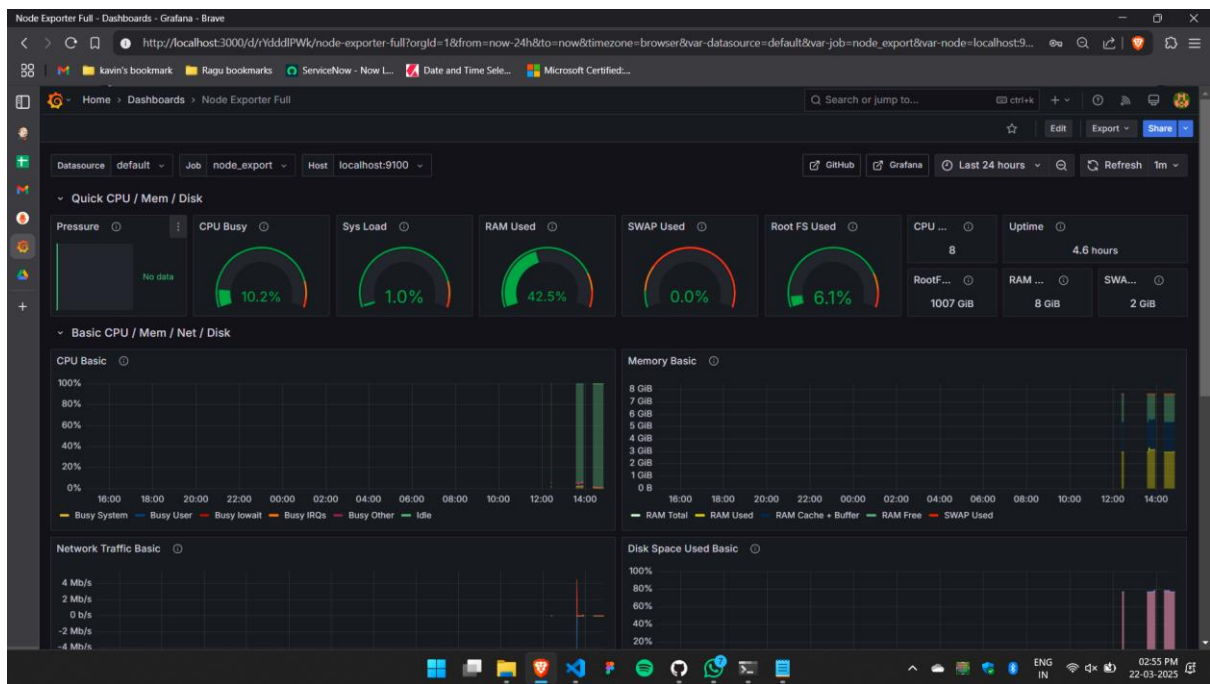 Node Exporter Full - Dashboards - Grafana - Brave
http://localhost:3000/d/rYdddlPWk/node-exporter-full?orgId=1&from=now-24h&to=now&timezone=browser&var-datasource=default&var-job=node_export&var-node=localhost:9...
kavin's bookmark Ragu bookmarks ServiceNow - Now L... Date and Time Sele... Microsoft Certified:...
Home › Dashboards › Node Exporter Full Search or jump to... ctrl+k
Edit Export Share
Datasource default Job node_export Host localhost:9100 GitHub Grafana Last 24 hours Refresh 1m
Quick CPU / Mem / Disk
Pressure CPU Busy Sys Load RAM Used SWAP Used Root FS Used CPU ... Uptime
8 4.6 hours
No data
RootF... RAM ... SWA...
10.2% 1.0% 42.5% 0.0% 6.1% 1007 GiB 8 GiB 2 GiB
Basic CPU / Mem / Net / Disk
CPU Basic
100%
80%
60%
40%
20%
0%
16:00 18:00 20:00 22:00 00:00 02:00 04:00 06:00 08:00 10:00 12:00 14:00
Busy System Busy User Busy Iowait Busy IRQs Busy Other Idle
Memory Basic
8 GiB
7 GiB
6 GiB
5 GiB
4 GiB
3 GiB
2 GiB
1 GiB
0 B
16:00 18:00 20:00 22:00 00:00 02:00 04:00 06:00 08:00 10:00 12:00 14:00
RAM Total RAM Used RAM Cache + Buffer RAM Free SWAP Used
Network Traffic Basic
4 Mb/s
2 Mb/s
0 b/s
-2 Mb/s
-4 Mb/s
Disk Space Used Basic
100%
80%
60%
40%
20%
ENG
IN
02:55 PM
22-03-2025